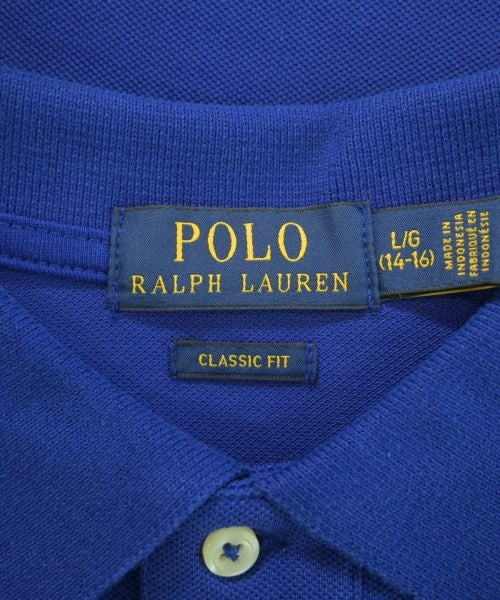 POLO
RALPH LAUREN
L/G
(14-16)
MADE IN
INDONESIA
FABRIQUÉ EN
INDONÉSIE
CLASSIC FIT